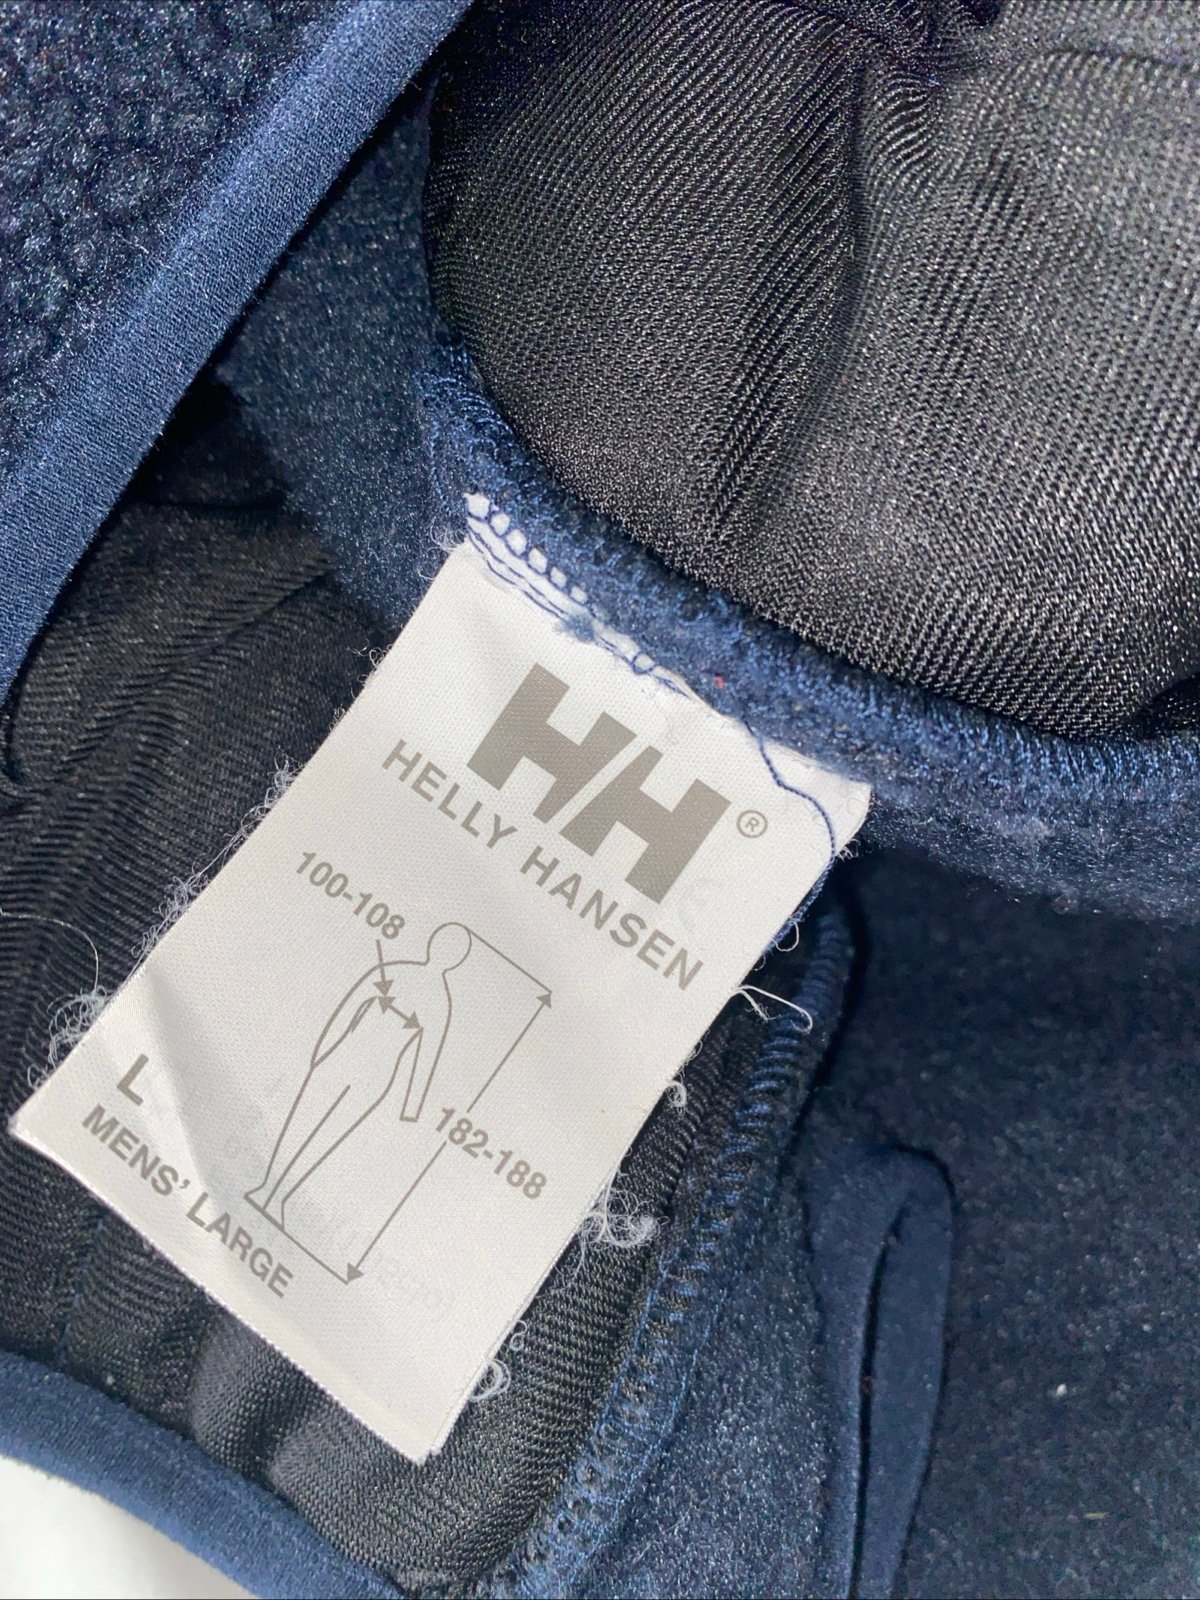 HH®
HELLY HANSEN
100-108
182-188
L
MENS' LARGE